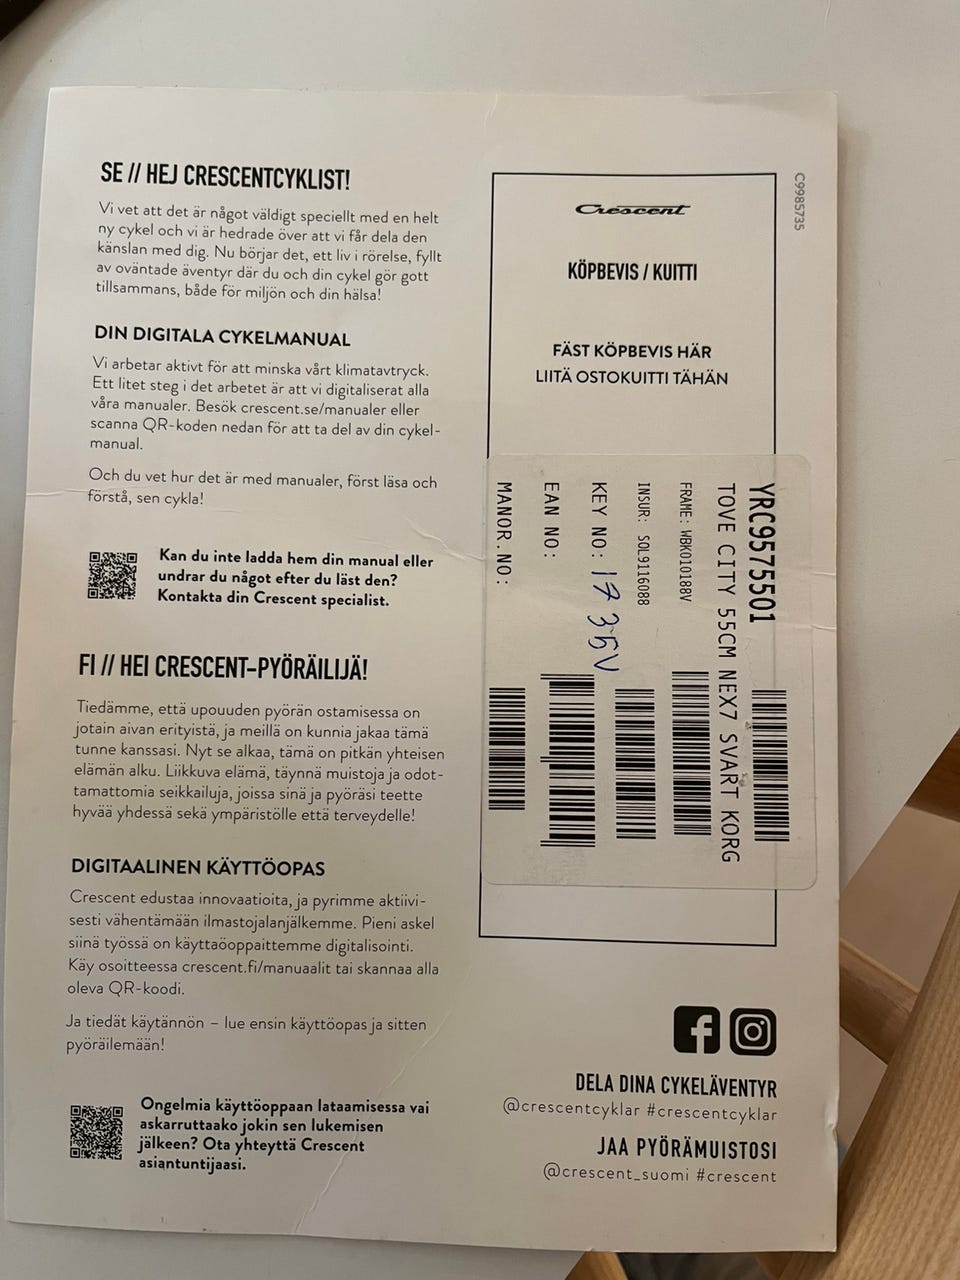 SE // HEJ CRESCENTCYKLIST!
Vi vet att det är något väldigt speciellt med en helt
ny cykel och vi är hedrade över att vi får dela den
känslan med dig. Nu börjar det, ett liv i rörelse, fyllt
av oväntade äventyr där du och din cykel gör gott
tillsammans, både för miljön och din hälsa!
DIN DIGITALA CYKELMANUAL
Vi arbetar aktivt för att minska vårt klimatavtryck.
Ett litet steg i det arbetet är att vi digitaliserat alla
våra manualer. Besök crescent.se/manualer eller
scanna QR-koden nedan för att ta del av din cykel-
manual.
Och du vet hur det är med manualer, först läsa och
förstå, sen cykla!
Kan du inte ladda hem din manual eller
undrar du något efter du läst den?
Kontakta din Crescent specialist.
FI // HEI CRESCENT-PYÖRÄILIJÄ!
Tiedämme, että upouuden pyörän ostamisessa on
jotain aivan erityistä, ja meillä on kunnia jakaa tämä
tunne kanssasi. Nyt se alkaa, tämä on pitkän yhteisen
elämän alku. Liikkuva elämä, täynnä muistoja ja odot-
tamattomia seikkailuja, joissa sinä ja pyöräsi teette
hyvää yhdessä sekä ympäristölle että terveydelle!
DIGITAALINEN KÄYTTÖOPAS
Crescent edustaa innovaatioita, ja pyrimme aktiivi-
sesti vähentämään ilmastojalanjälkemme. Pieni askel
siinä työssä on käyttäöoppaittemme digitalisointi.
Käy osoitteessa crescent.fi/manuaalit tai skannaa alla
oleva QR-koodi.
Ja tiedät käytännön – lue ensin käyttöopas ja sitten
pyöräilemään!
Ongelmia käyttöoppaan lataamisessa vai
askarruttaako jokin sen lukemisen
jälkeen? Ota yhteyttä Crescent
asiantuntijaasi.
C9985735
Crescent
KÖPBEVIS / KUITTI
FÄST KÖPBEVIS HÄR
LIITÄ OSTOKUITTI TÄHÄN
YRC9575501
TOVE CITY 55CM NEX7 SVART KORG
FRAME: WBK010188V
INSUR: SOL9116088
KEY NO: 1735V
EAN NO:
MANOR.NO:
DELA DINA CYKELÄVENTYR
@crescentcyklar #crescentcyklar
JAA PYÖRÄMUISTOSI
@crescent_suomi #crescent